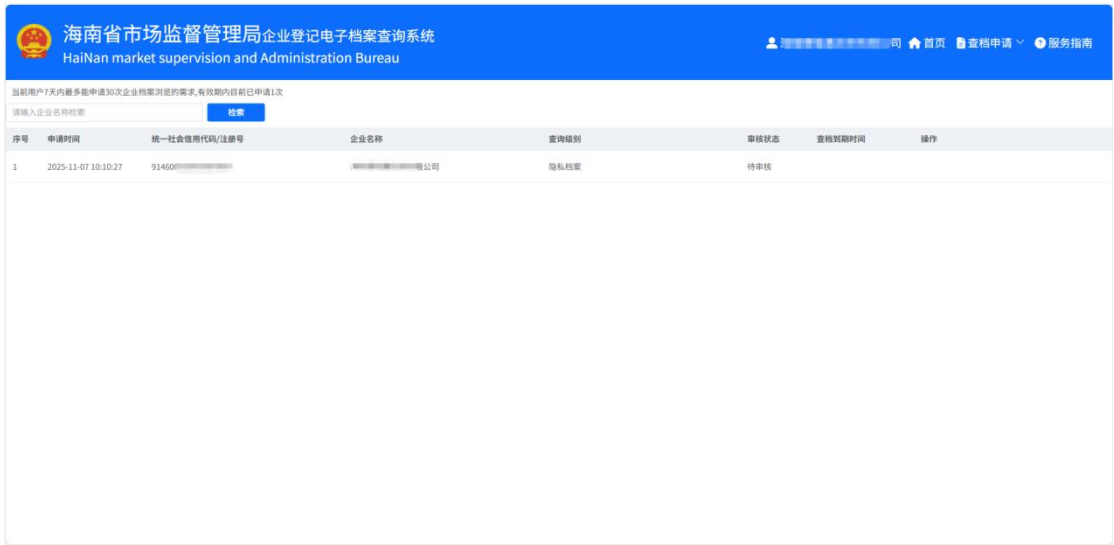 海南省市场监督管理局企业登记电子档案查询系统
HaiNan market supervision and Administration Bureau
司 首页 查档申请 服务指南
当前用户7天内最多能申请30次企业档案浏览的需求,有效期内目前已申请1次
请输入企业名称检索 检索
序号 申请时间 统一社会信用代码/注册号 企业名称 查询级别 审核状态 查档到期时间 操作
1 2025-11-07 10:10:27 91460 限公司 隐私档案 待审核